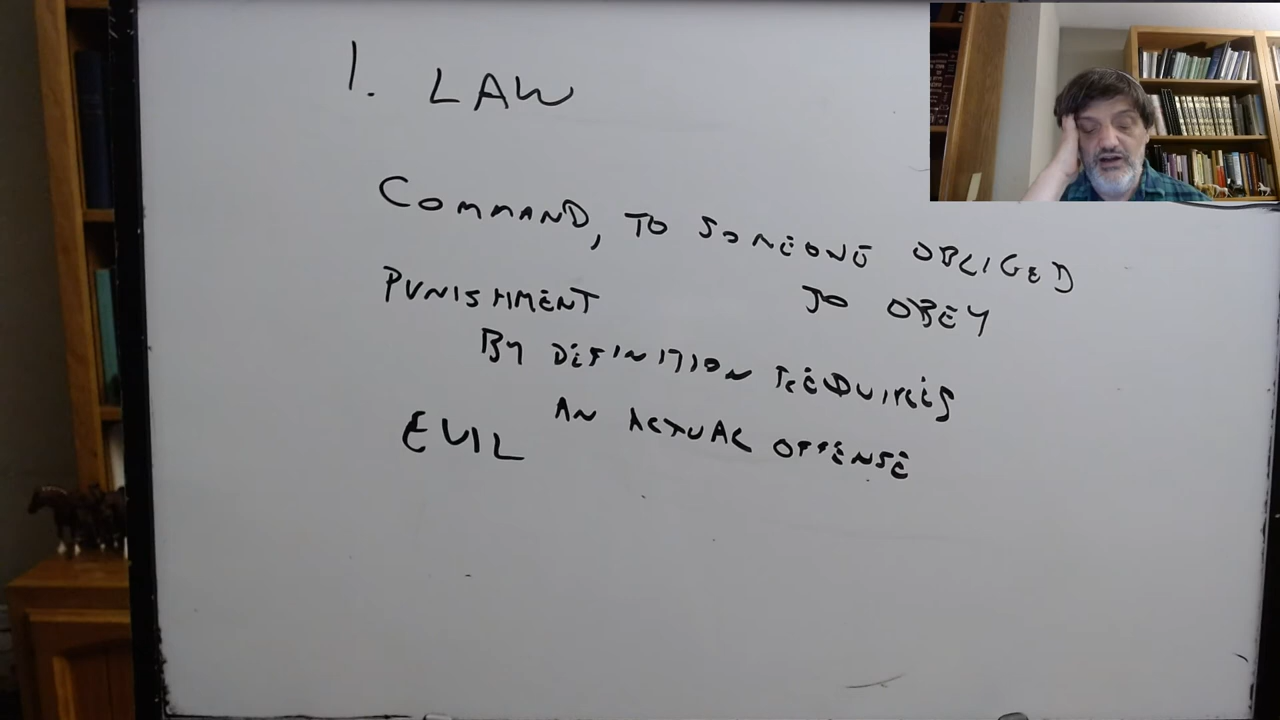 1. LAW
COMMAND, TO SOMEONE OBLIGED
TO OBEY
PUNISHMENT
BY DEFINITION REQUIRES
AN ACTUAL OFFENSE
EVIL